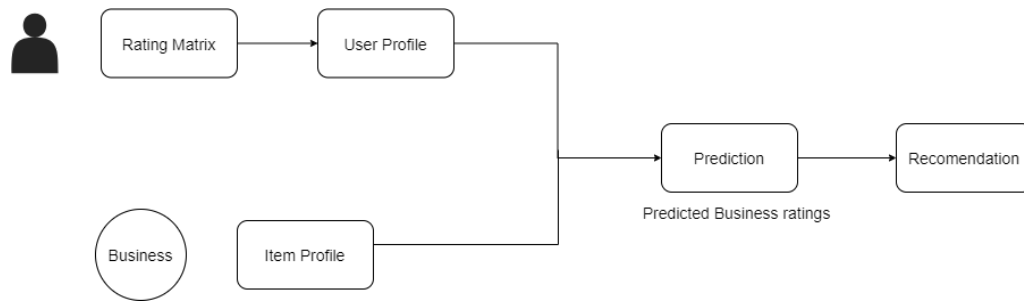 Rating Matrix
User Profile
Prediction
Recomendation
Predicted Business ratings
Business
Item Profile